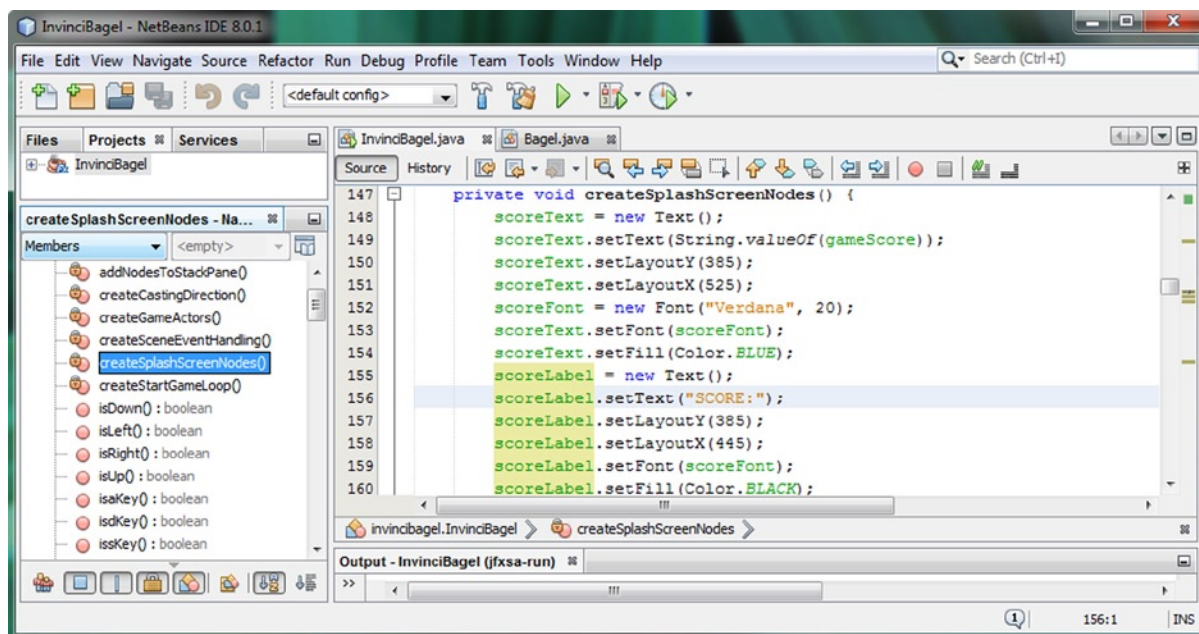 InvinciBagel - NetBeans IDE 8.0.1
File Edit View Navigate Source Refactor Run Debug Profile Team Tools Window Help
Search (Ctrl+I)
<default config>
Files Projects Services
InvinciBagel
createSplashScreenNodes - Na...
Members <empty>
addNodesToStackPane()
createCastingDirection()
createGameActors()
createSceneEventHandling()
createSplashScreenNodes()
createStartGameLoop()
isDown() : boolean
isLeft() : boolean
isRight() : boolean
isUp() : boolean
isaKey() : boolean
isdKey() : boolean
issKey() : boolean
InvinciBagel.java Bagel.java
Source History
147 private void createSplashScreenNodes() {
148 scoreText = new Text();
149 scoreText.setText(String.valueOf(gameScore));
150 scoreText.setLayoutY(385);
151 scoreText.setLayoutX(525);
152 scoreFont = new Font("Verdana", 20);
153 scoreText.setFont(scoreFont);
154 scoreText.setFill(Color.BLUE);
155 scoreLabel = new Text();
156 scoreLabel.setText("SCORE:");
157 scoreLabel.setLayoutY(385);
158 scoreLabel.setLayoutX(445);
159 scoreLabel.setFont(scoreFont);
160 scoreLabel.setFill(Color.BLACK);
invincibagel.InvinciBagel createSplashScreenNodes
Output - InvinciBagel (jfxsa-run)
1 156:1 INS